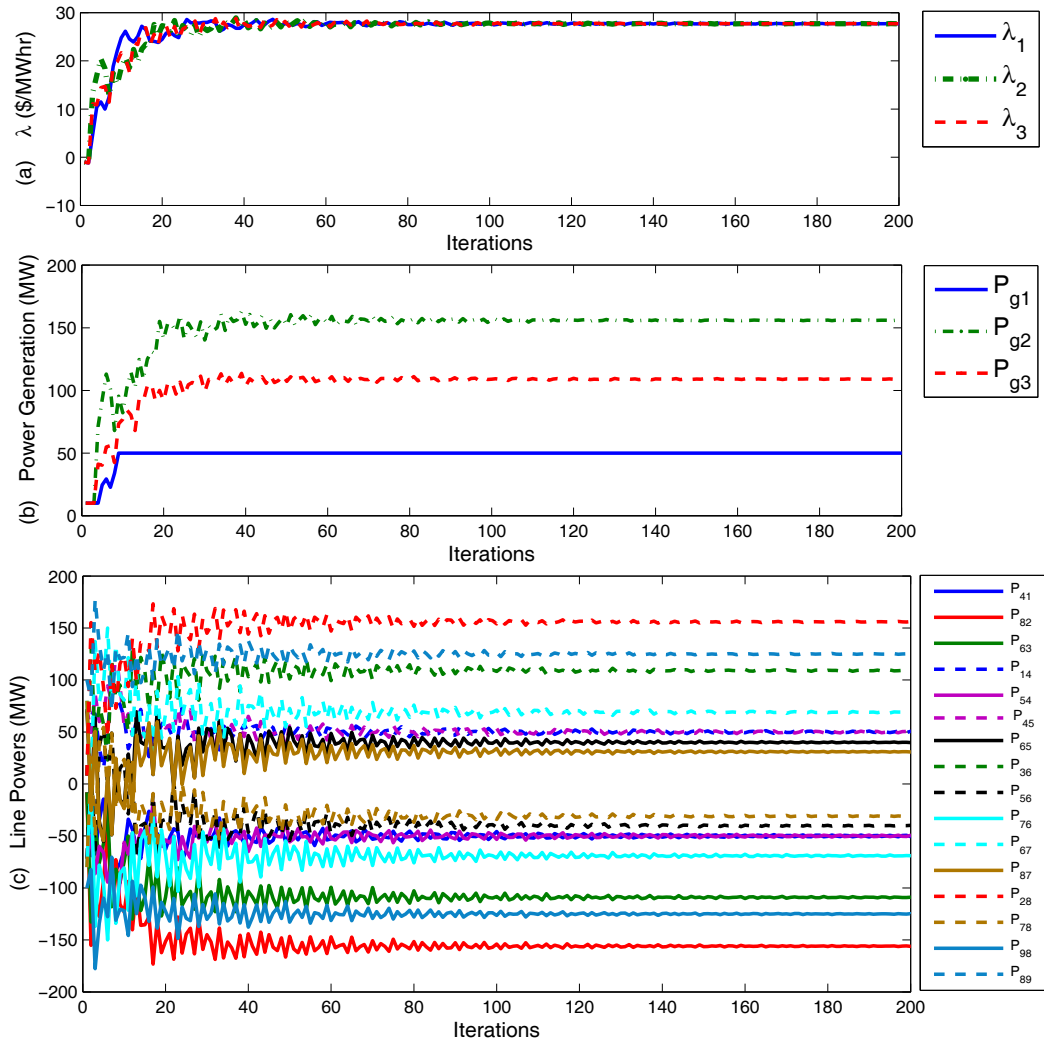 30
20
10
0
−10
0 20 40 60 80 100 120 140 160 180 200
(a) λ ($/MWhr)
Iterations
λ1
λ2
λ3
200
150
100
50
0
0 20 40 60 80 100 120 140 160 180 200
(b) Power Generation (MW)
Iterations
Pg1
Pg2
Pg3
200
150
100
50
0
−50
−100
−150
−200
0 20 40 60 80 100 120 140 160 180 200
(c) Line Powers (MW)
Iterations
P41
P82
P63
P14
P54
P45
P65
P36
P56
P76
P67
P87
P28
P78
P98
P89